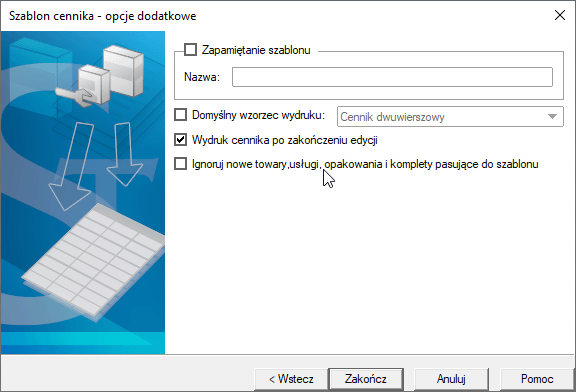 Szablon cennika - opcje dodatkowe
Zapamiętanie szablonu
Nazwa:
Domyślny wzorzec wydruku: Cennik dwuwierszowy
Wydruk cennika po zakończeniu edycji
Ignoruj nowe towary,usługi, opakowania i komplety pasujące do szablonu
< Wstecz Zakończ Anuluj Pomoc